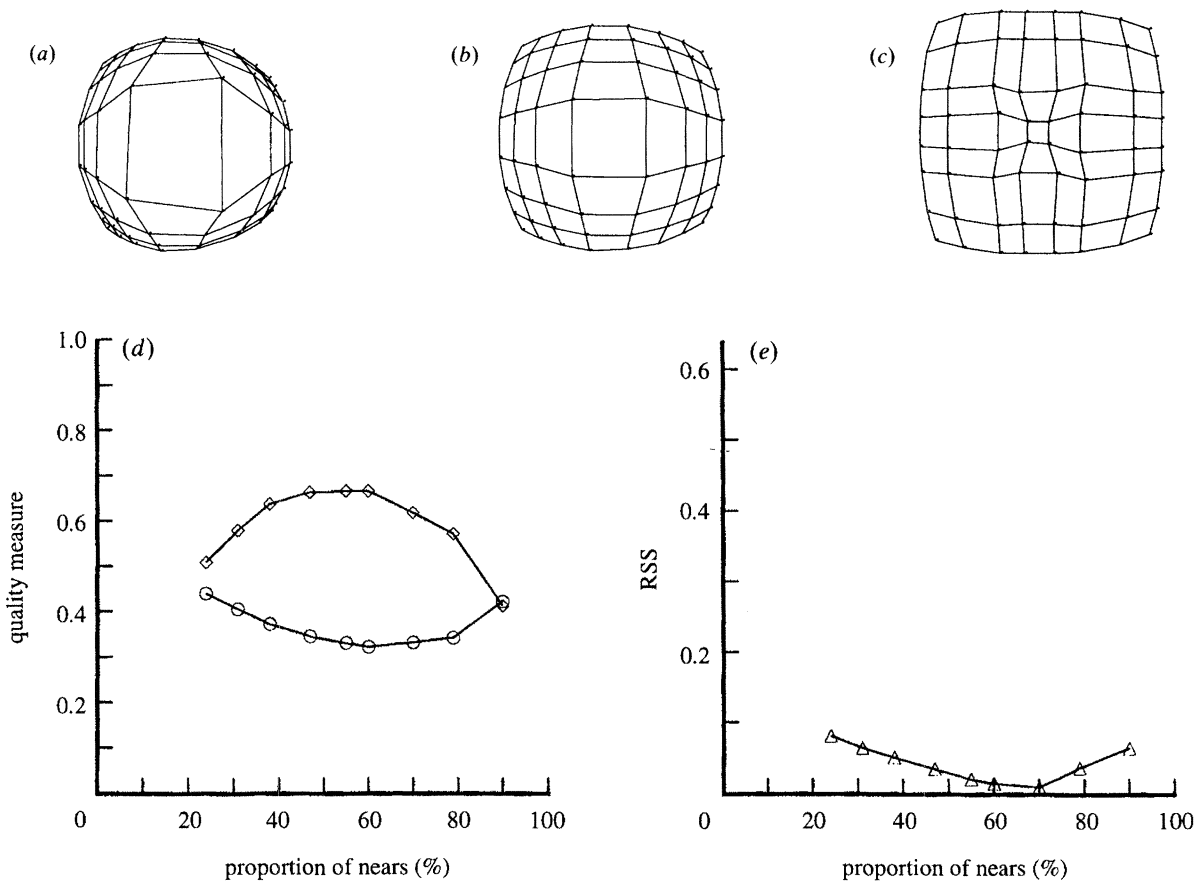 (a)
(b)
(c)
(d)
1.0
0.8
0.6
0.4
0.2
quality measure
0 20 40 60 80 100
proportion of nears (%)
(e)
0.6
0.4
0.2
RSS
0 20 40 60 80 100
proportion of nears (%)